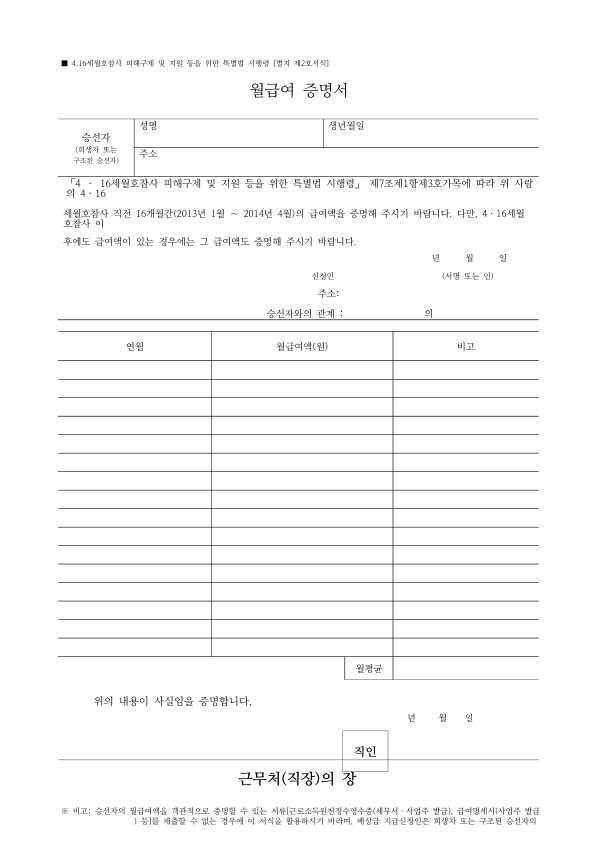 ■ 4.16세월호참사 피해구제 및 지원 등을 위한 특별법 시행령 [별지 제2호서식]
월급여 증명서
승선자
(희생자 또는
구조된 승선자)
성명
생년월일
주소
「4 · 16세월호참사 피해구제 및 지원 등을 위한 특별법 시행령」 제7조제1항제3호가목에 따라 위 사람
의 4 · 16
세월호참사 직전 16개월간(2013년 1월 ~ 2014년 4월)의 급여액을 증명해 주시기 바랍니다. 다만, 4 · 16세월
호참사 이
후에도 급여액이 있는 경우에는 그 급여액도 증명해 주시기 바랍니다.
년 월 일
신청인 (서명 또는 인)
주소:
승선자와의 관계 : 의
연월 월급여액(원) 비고
월평균
위의 내용이 사실임을 증명합니다.
년 월 일
직인
근무처(직장)의 장
※ 비고: 승선자의 월급여액을 객관적으로 증명할 수 있는 서류[근로소득원천징수영수증(세무서 · 사업주 발급), 급여명세서(사업주 발급
) 등]를 제출할 수 없는 경우에 이 서식을 활용하시기 바라며, 배상금 지급신청인은 희생자 또는 구조된 승선자의